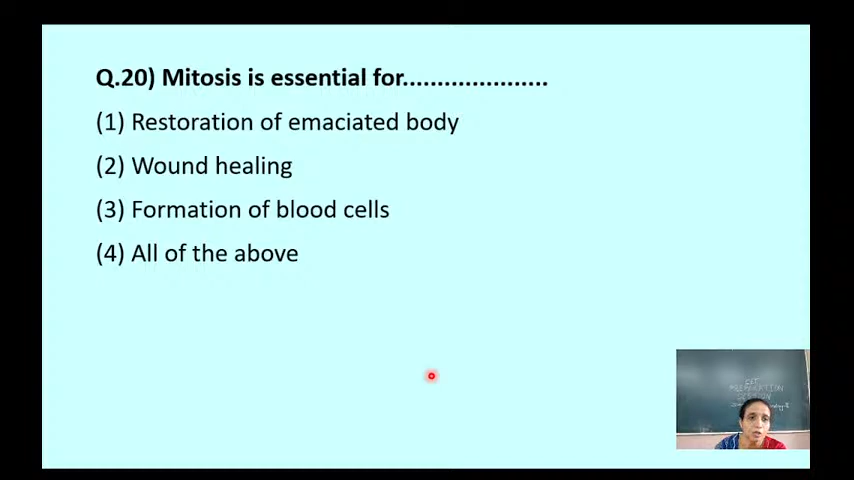 Q.20) Mitosis is essential for.....................
(1) Restoration of emaciated body
(2) Wound healing
(3) Formation of blood cells
(4) All of the above